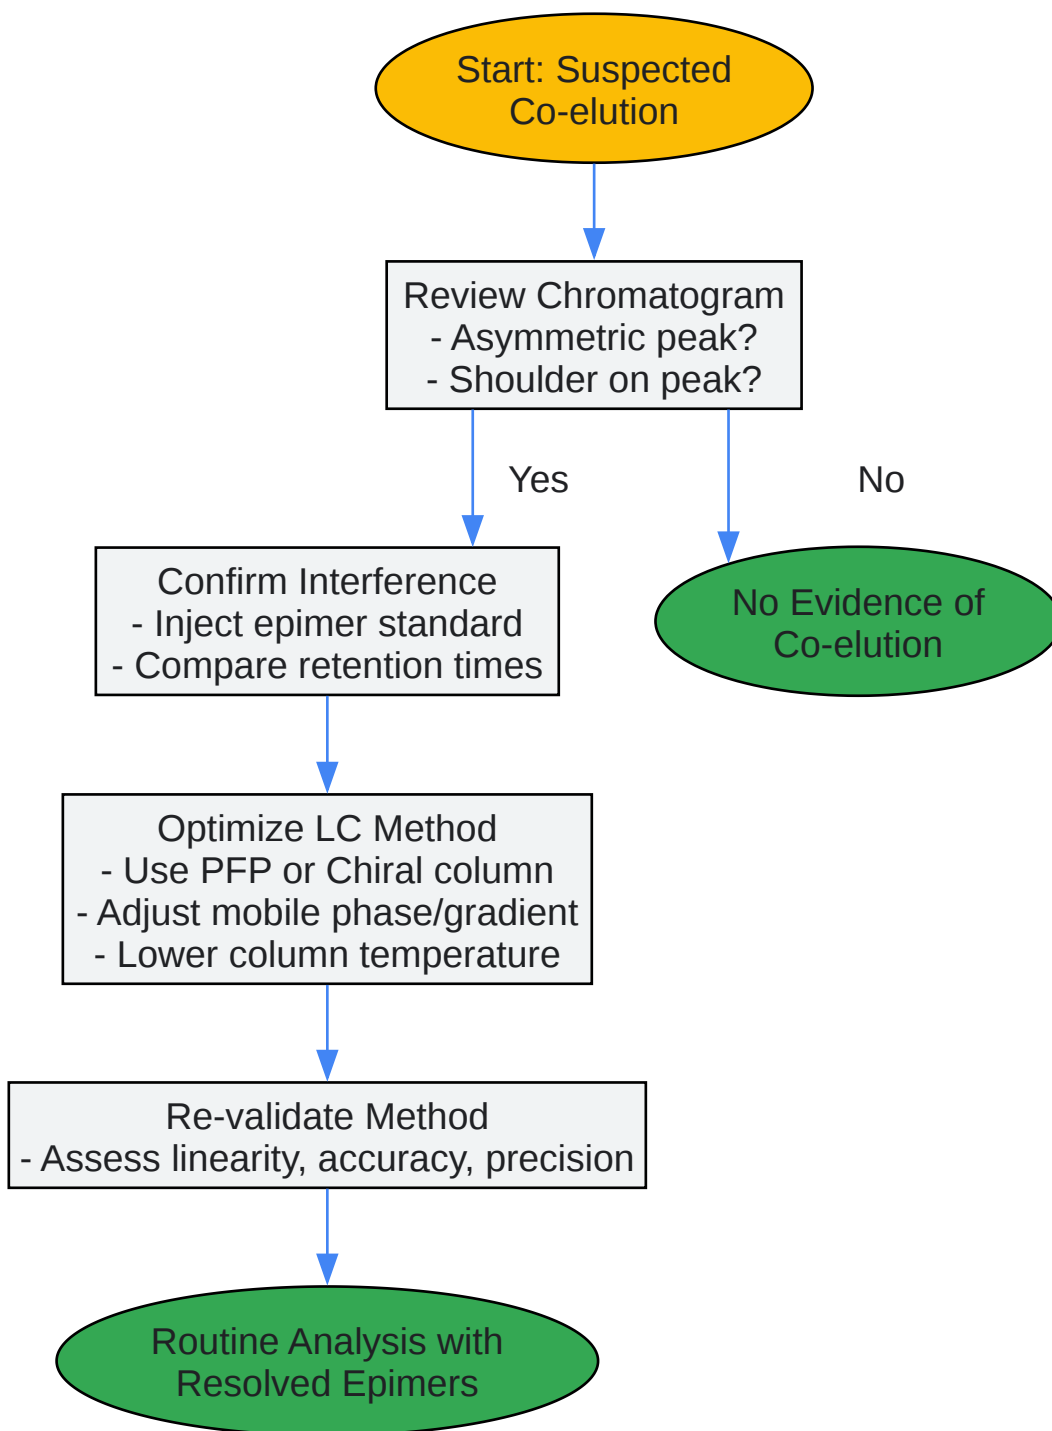 Start: Suspected
Co-elution
Review Chromatogram
- Asymmetric peak?
- Shoulder on peak?
Yes
No
Confirm Interference
- Inject epimer standard
- Compare retention times
No Evidence of
Co-elution
Optimize LC Method
- Use PFP or Chiral column
- Adjust mobile phase/gradient
- Lower column temperature
Re-validate Method
- Assess linearity, accuracy, precision
Routine Analysis with
Resolved Epimers